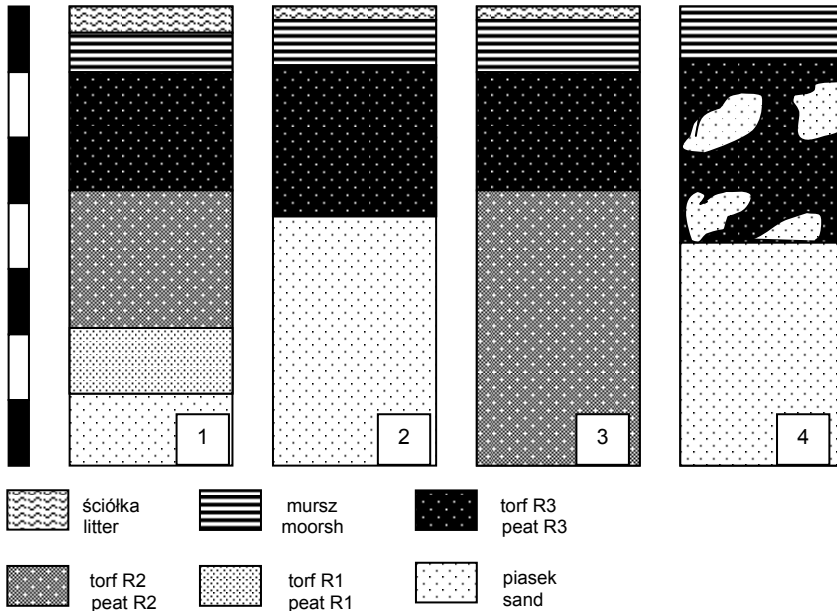 1
2
3
4
ściółka
litter
mursz
moorsh
torf R3
peat R3
torf R2
peat R2
torf R1
peat R1
piasek
sand